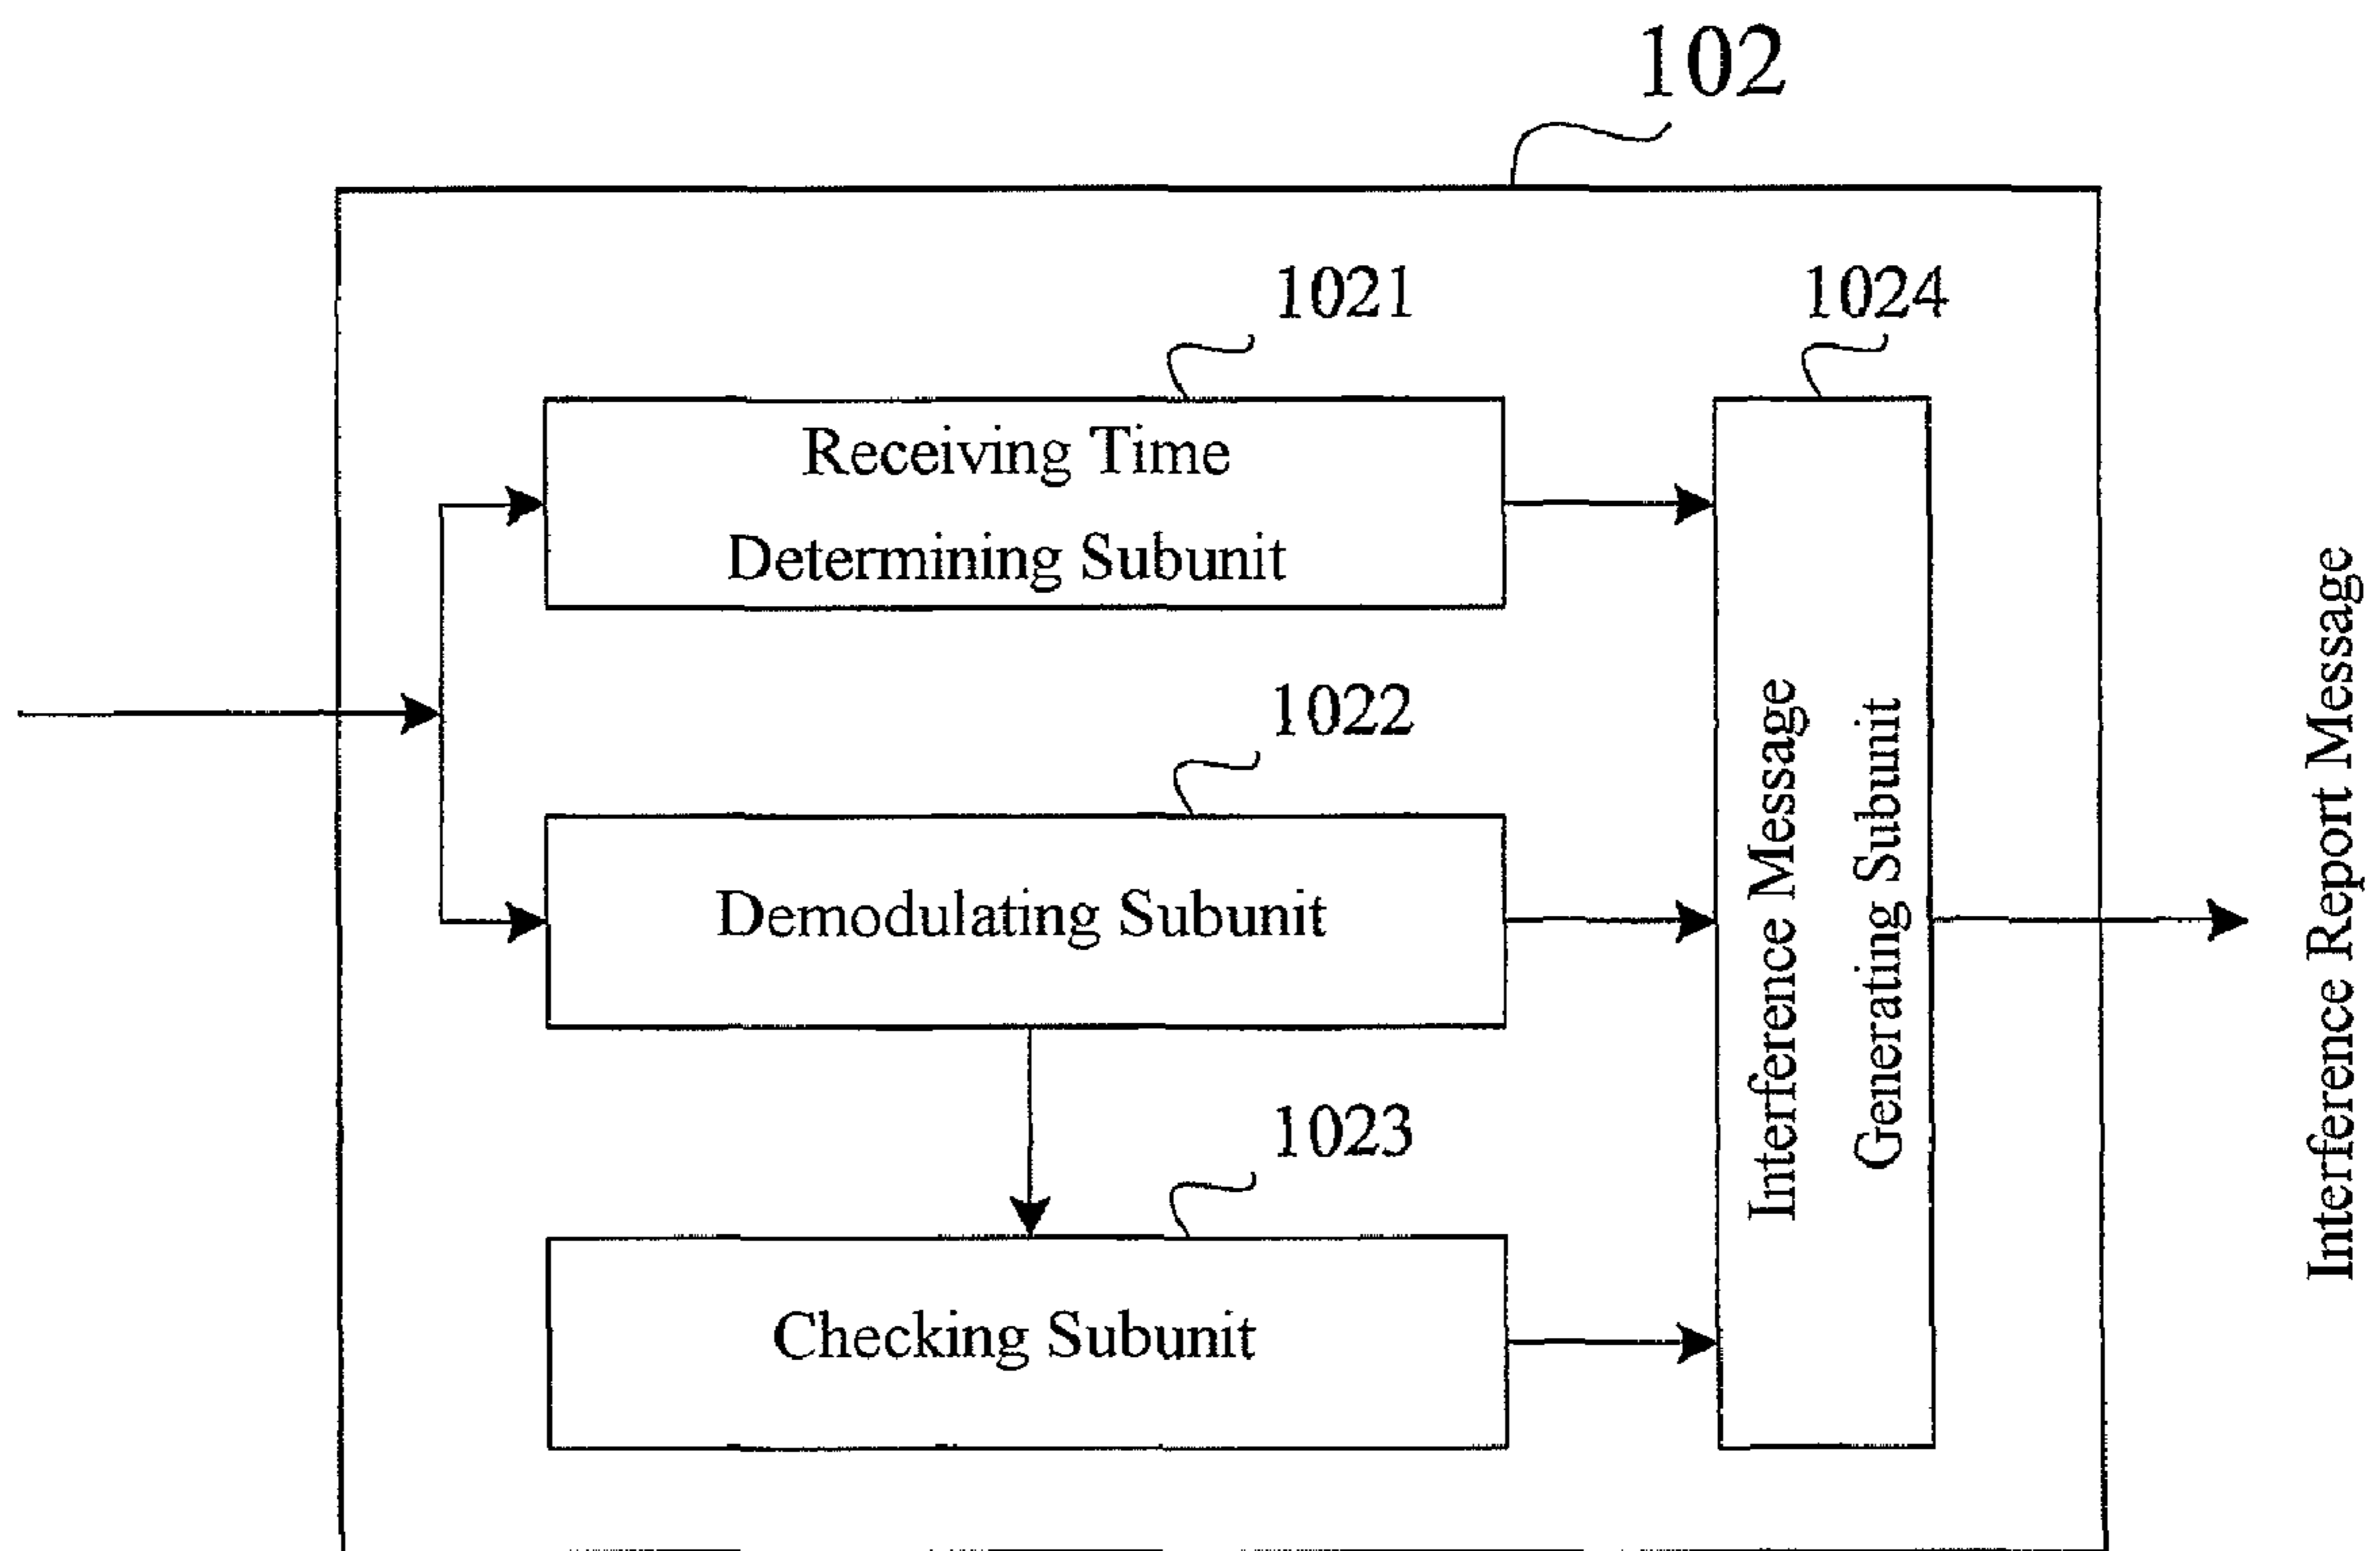 102
1021
1024
Receiving Time
Determining Subunit
1022
Demodulating Subunit
1023
Checking Subunit
Interference Message
Generating Subunit
Interference Report Message